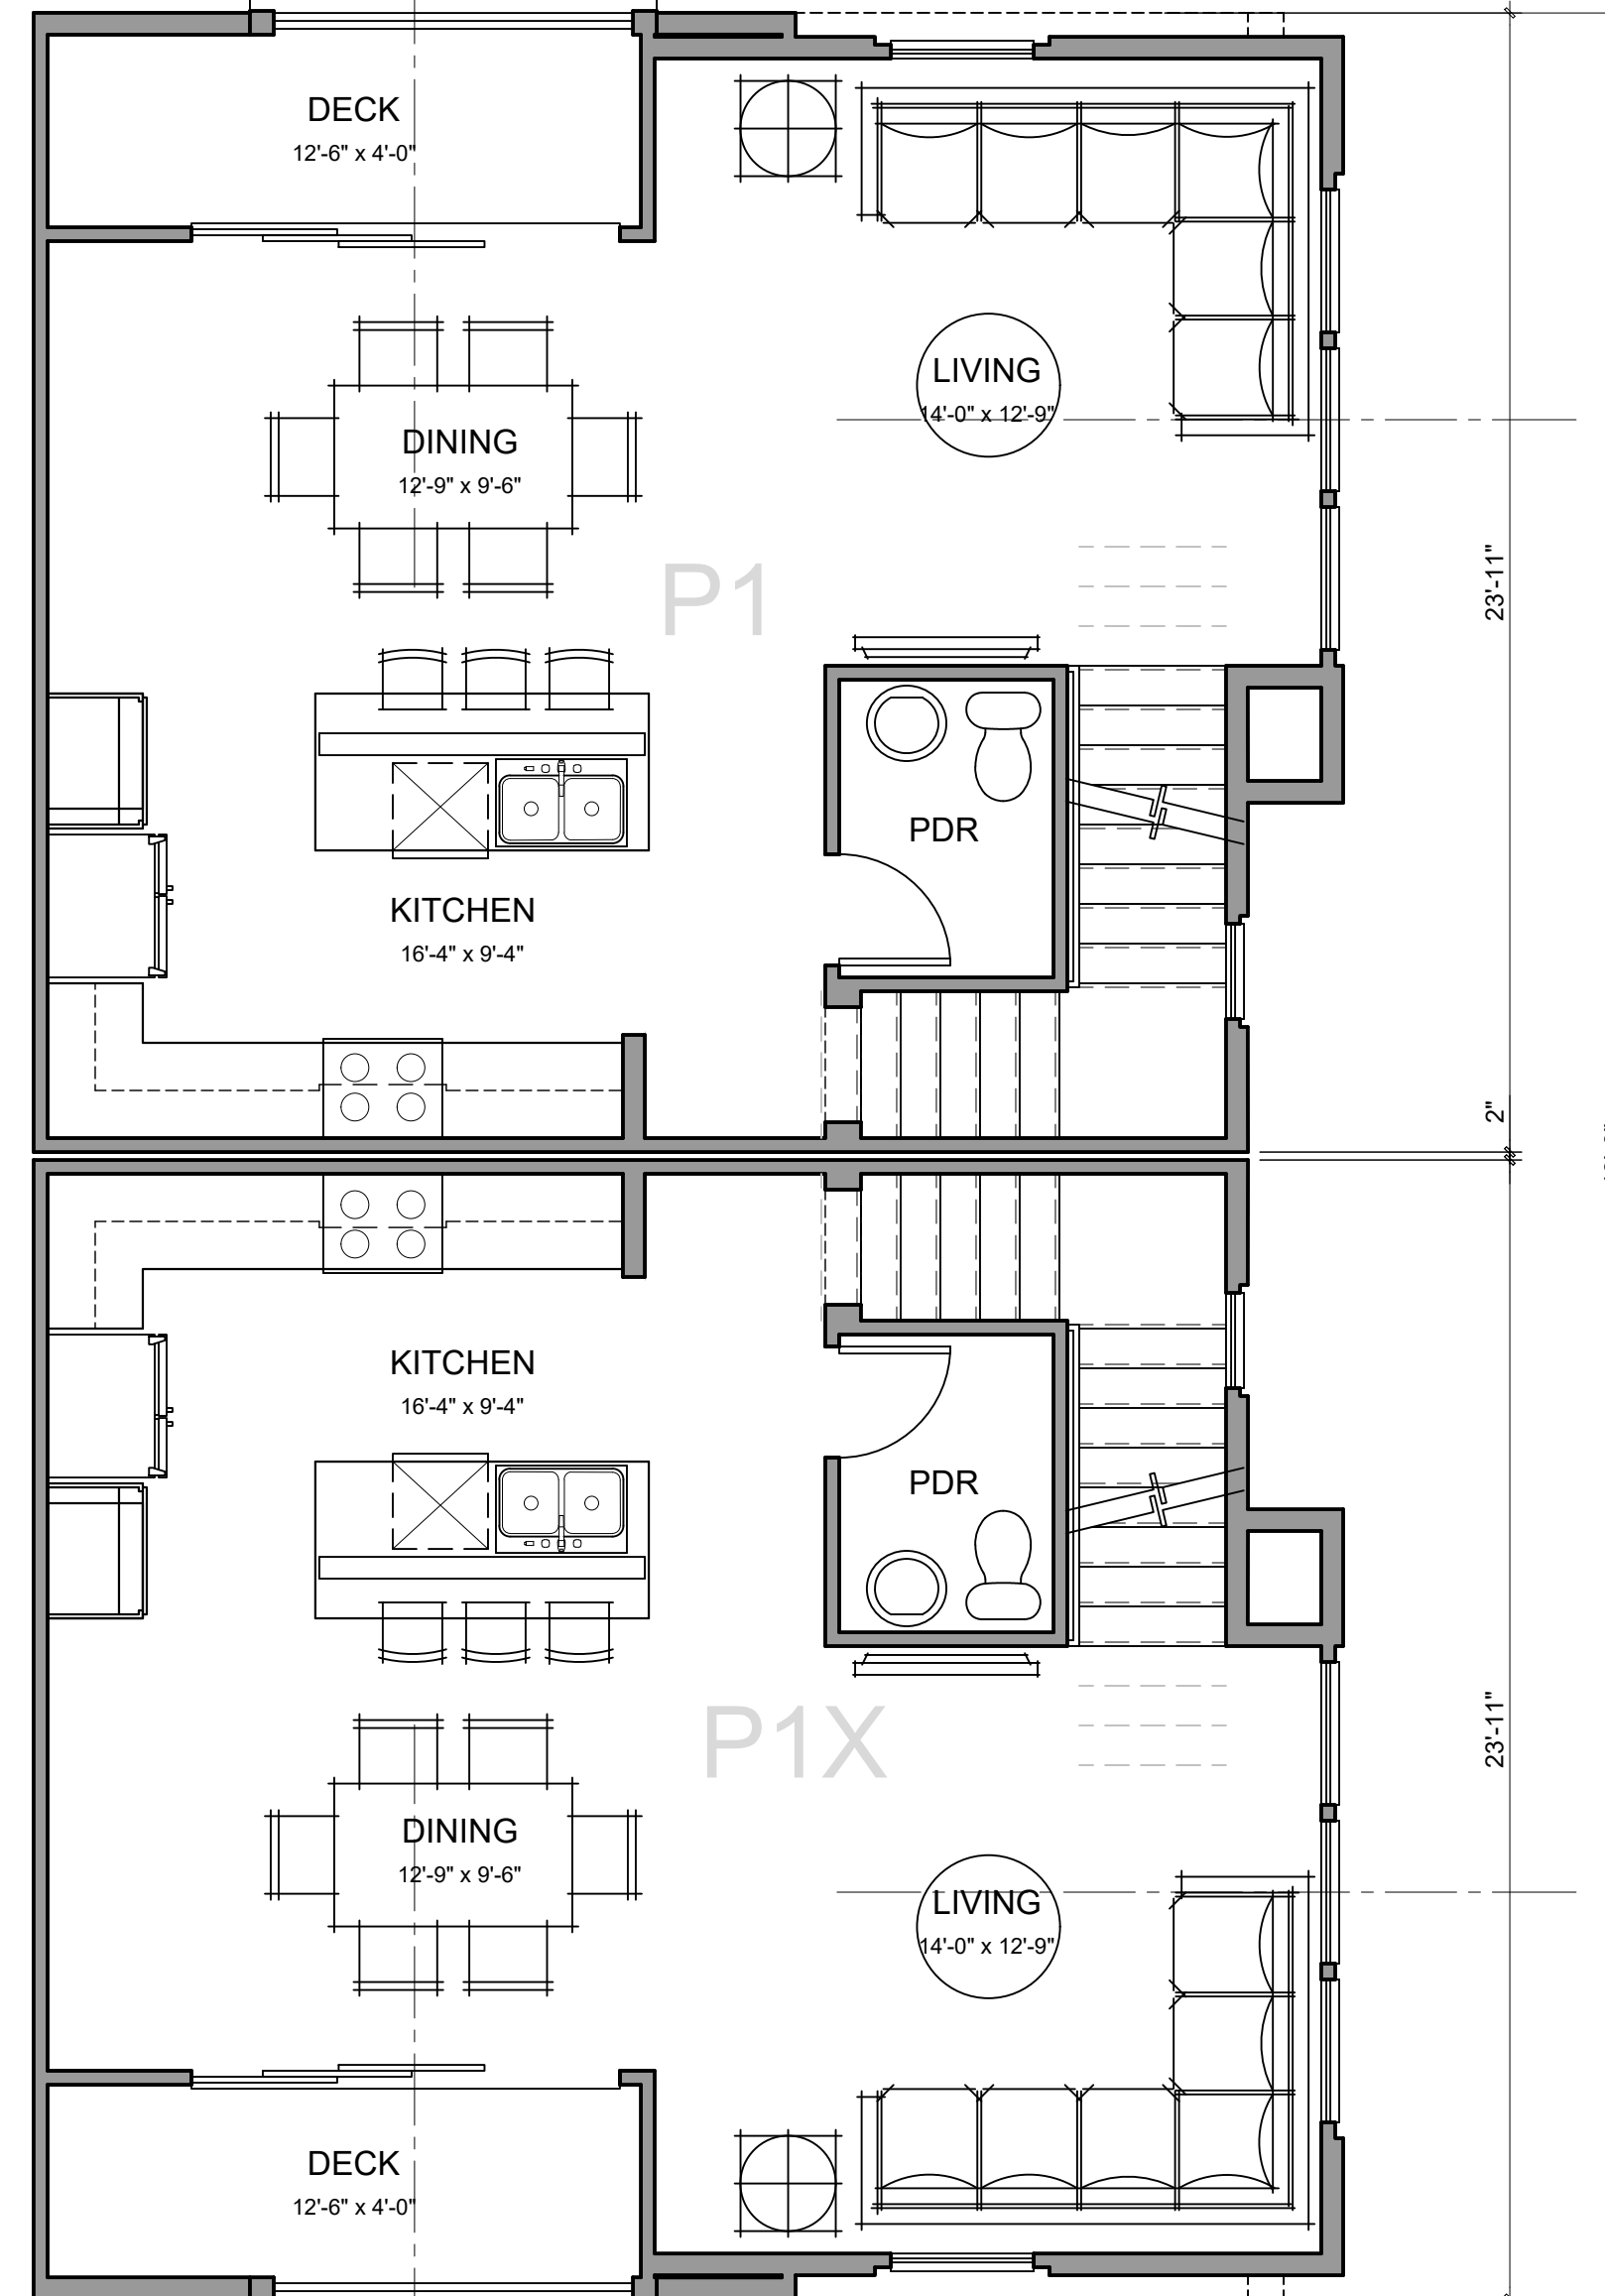 DECK
12'-6" x 4'-0"
LIVING
14'-0" x 12'-9"
DINING
12'-9" x 9'-6"
P1
23'-11"
PDR
KITCHEN
16'-4" x 9'-4"
2"
KITCHEN
16'-4" x 9'-4"
PDR
P1X
23'-11"
DINING
12'-9" x 9'-6"
LIVING
14'-0" x 12'-9"
DECK
12'-6" x 4'-0"